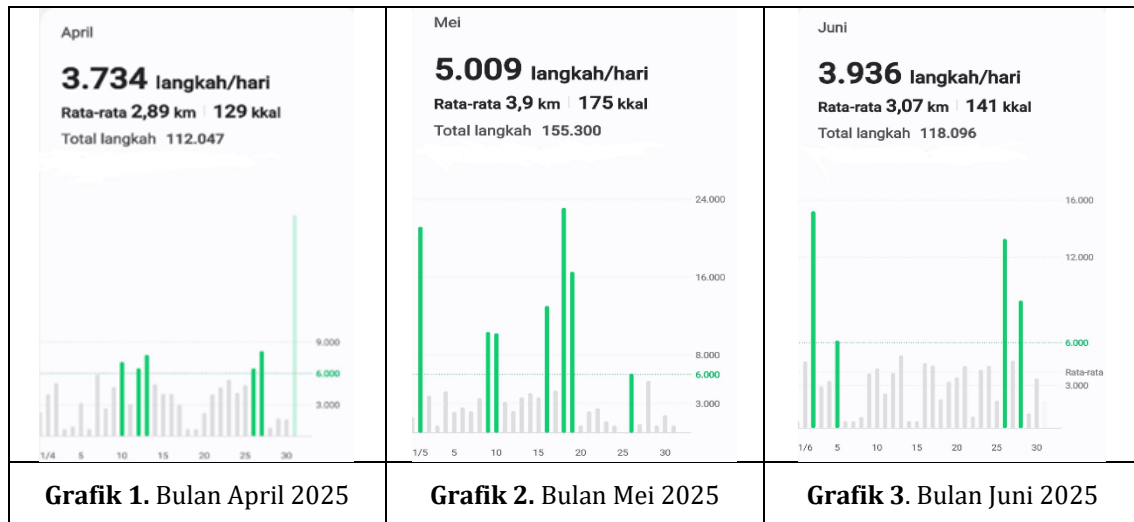 April
3.734 langkah/hari
Rata-rata 2,89 km | 129 kkal
Total langkah 112.047
9.000
6.000
3.000
1/4 5 10 15 20 25 30
Grafik 1. Bulan April 2025
Mei
5.009 langkah/hari
Rata-rata 3,9 km | 175 kkal
Total langkah 155.300
24.000
16.000
8.000
6.000
3.000
1/5 5 10 15 20 25 30
Grafik 2. Bulan Mei 2025
Juni
3.936 langkah/hari
Rata-rata 3,07 km | 141 kkal
Total langkah 118.096
16.000
12.000
6.000
Rata-rata
3.000
1/6 5 10 15 20 25 30
Grafik 3. Bulan Juni 2025